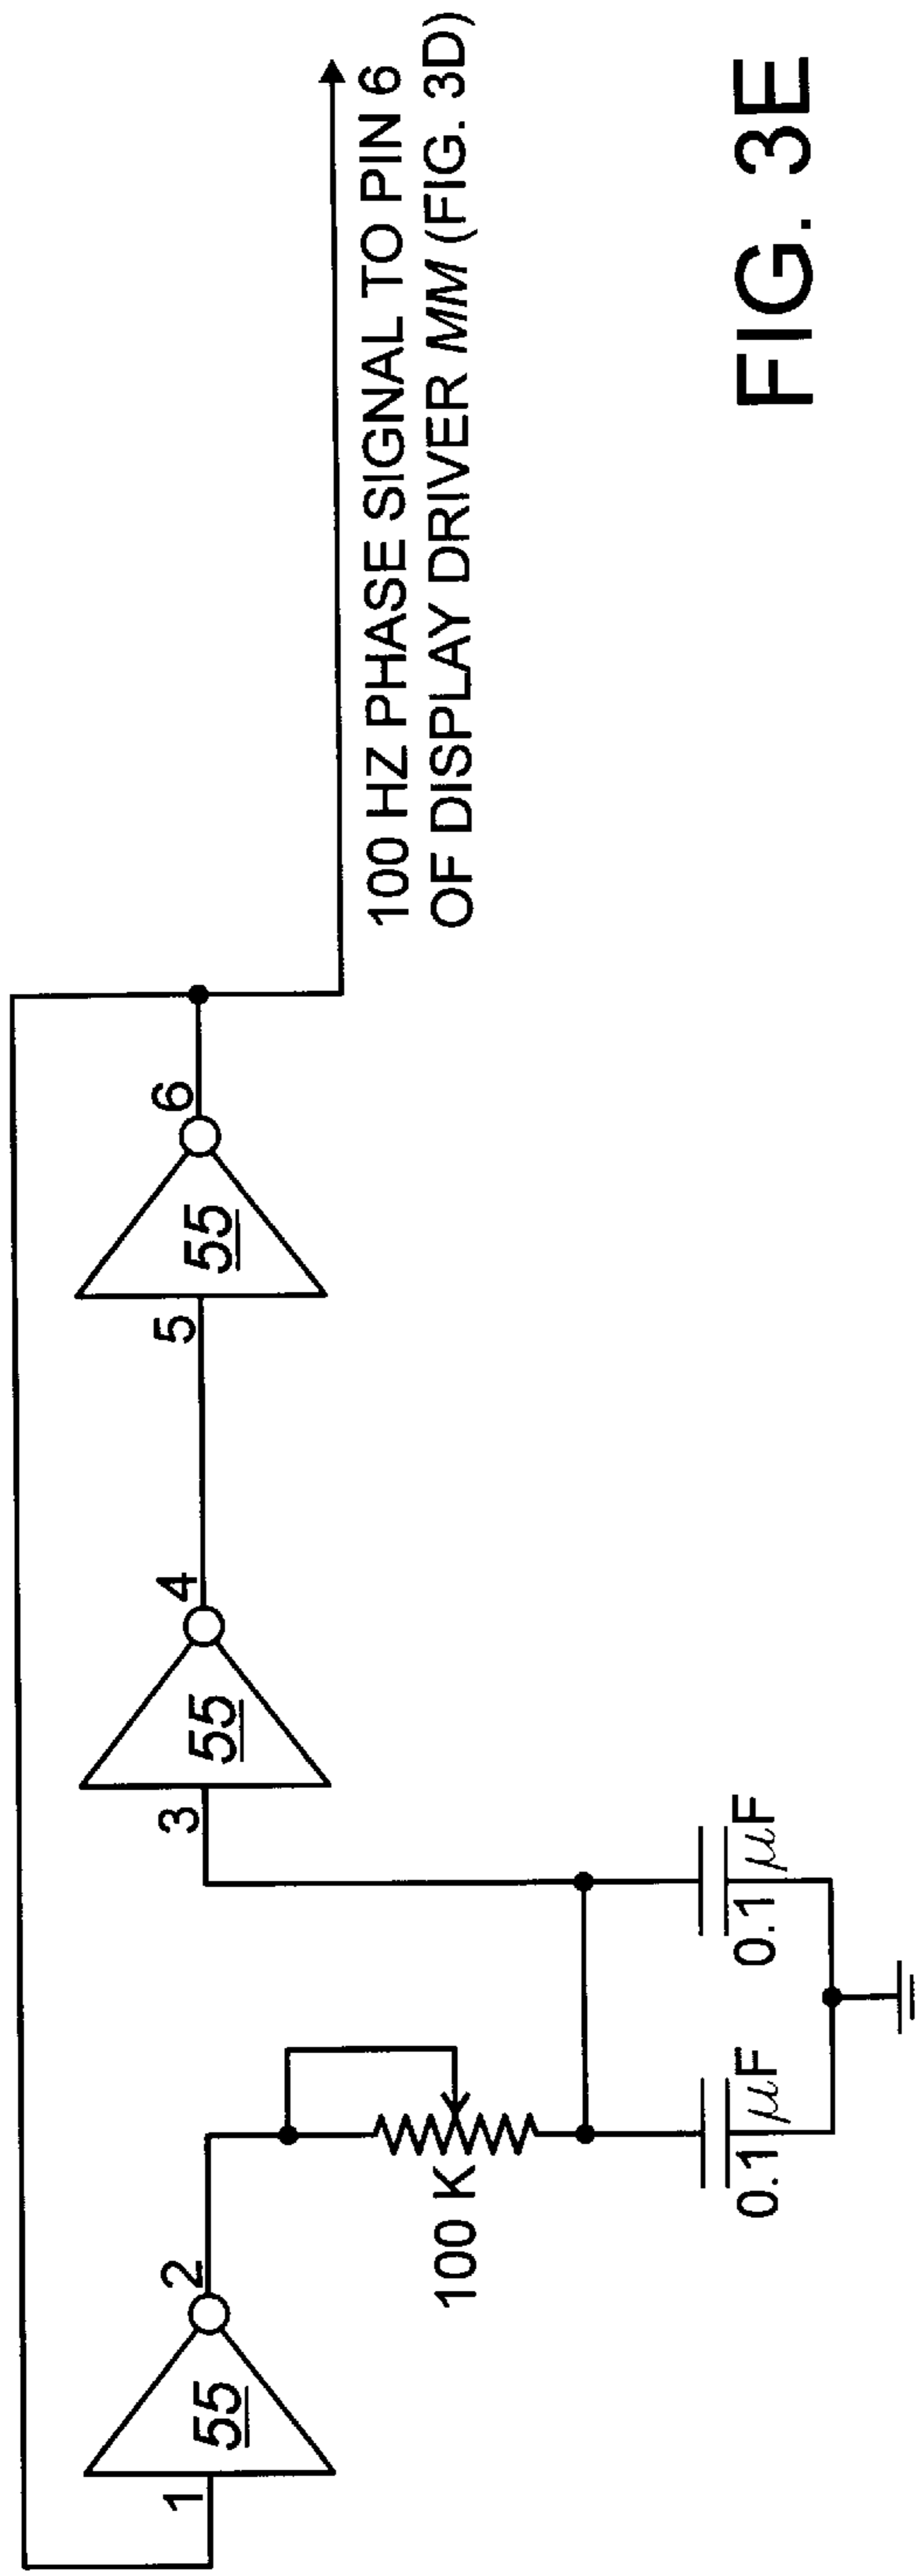 1
55
2
100 K
0.1 μF
0.1 μF
3
55
4
5
55
6
100 HZ PHASE SIGNAL TO PIN 6
OF DISPLAY DRIVER MM (FIG. 3D)
FIG. 3E